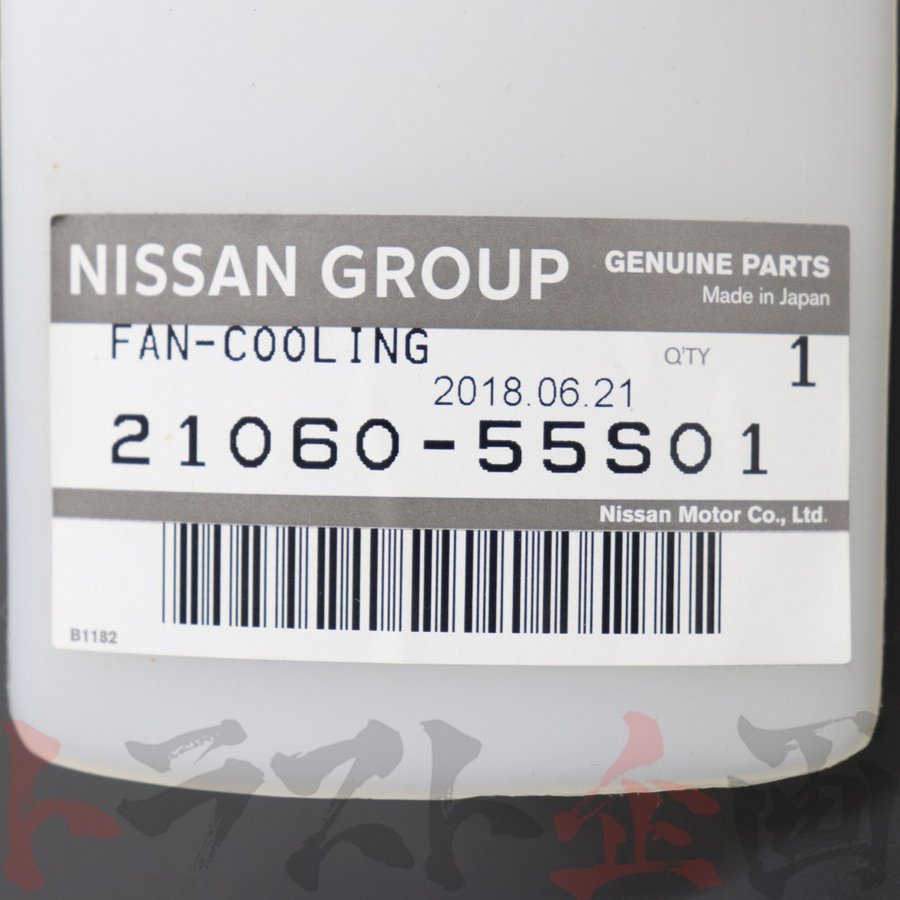 NISSAN GROUP
GENUINE PARTS
Made in Japan
FAN-COOLING
Q'TY 1
2018.06.21
21060-55S01
Nissan Motor Co., Ltd.
B1182
トラスト企画